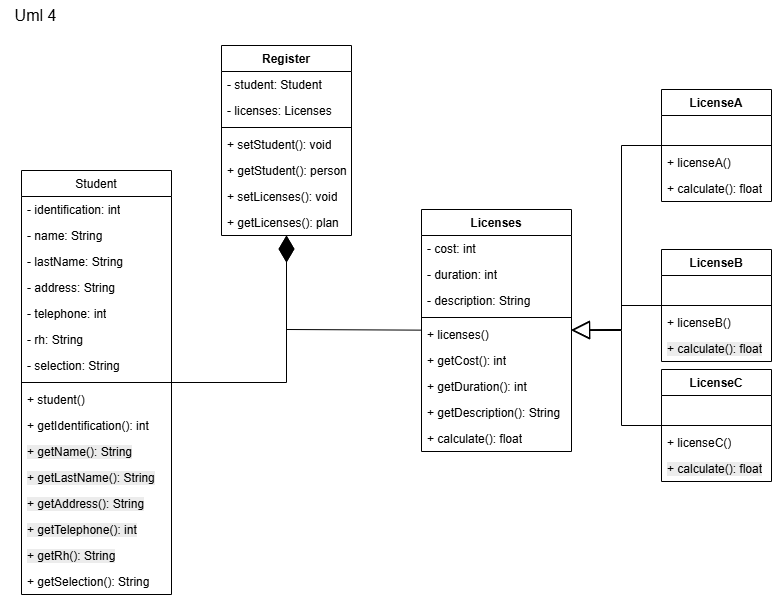 Uml 4
Register
- student: Student
- licenses: Licenses
+ setStudent(): void
+ getStudent(): person
+ setLicenses(): void
+ getLicenses(): plan
Student
- identification: int
- name: String
- lastName: String
- address: String
- telephone: int
- rh: String
- selection: String
+ student()
+ getIdentification(): int
+ getName(): String
+ getLastName(): String
+ getAddress(): String
+ getTelephone(): int
+ getRh(): String
+ getSelection(): String
Licenses
- cost: int
- duration: int
- description: String
+ licenses()
+ getCost(): int
+ getDuration(): int
+ getDescription(): String
+ calculate(): float
LicenseA
+ licenseA()
+ calculate(): float
LicenseB
+ licenseB()
+ calculate(): float
LicenseC
+ licenseC()
+ calculate(): float